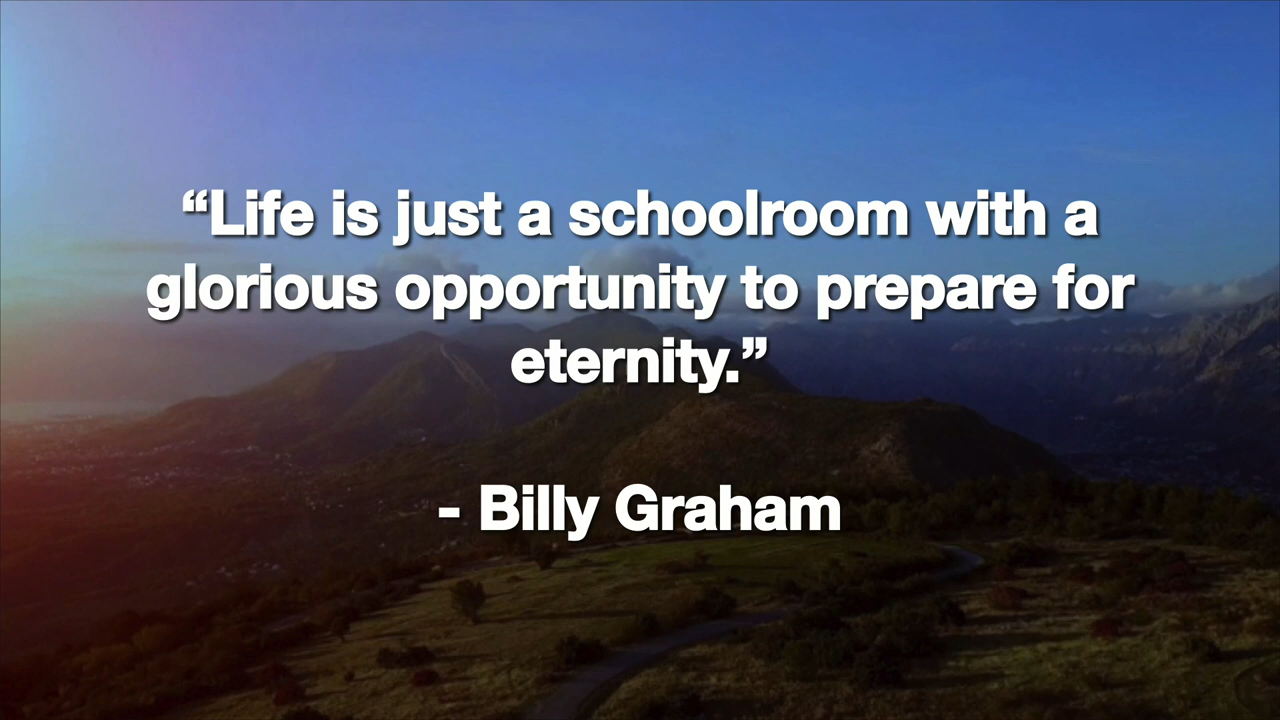 “Life is just a schoolroom with a
glorious opportunity to prepare for
eternity.”
- Billy Graham